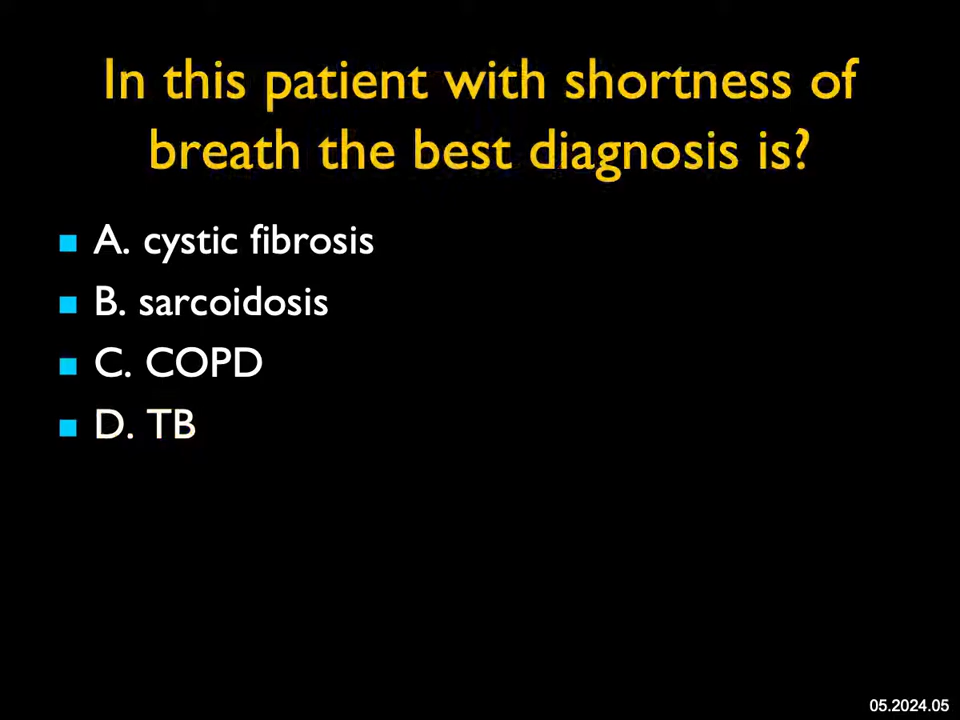 In this patient with shortness of
breath the best diagnosis is?
A. cystic fibrosis
B. sarcoidosis
C. COPD
D. TB
05.2024.05